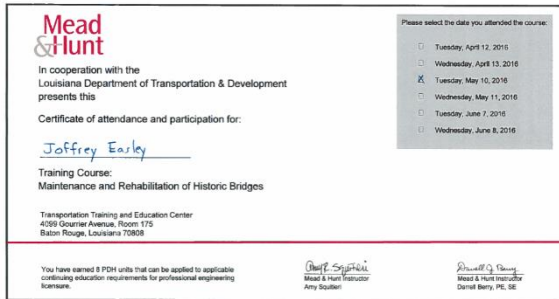 Mead
&Hunt
In cooperation with the
Louisiana Department of Transportation & Development
presents this
Certificate of attendance and participation for:
Joffrey Easley
Training Course:
Maintenance and Rehabilitation of Historic Bridges
Transportation Training and Education Center
4099 Gourrier Avenue, Room 175
Baton Rouge, Louisiana 70808
Please select the date you attended the course:
Tuesday, April 12, 2016
Wednesday, April 13, 2016
X Tuesday, May 10, 2016
Wednesday, May 11, 2016
Tuesday, June 7, 2016
Wednesday, June 8, 2016
You have earned 8 PDH units that can be applied to applicable
continuing education requirements for professional engineering
licensure.
Amy R. Squitieri
Mead & Hunt Instructor
Amy Squitieri
Darrell J. Berry
Mead & Hunt Instructor
Darrell Berry, PE, SE